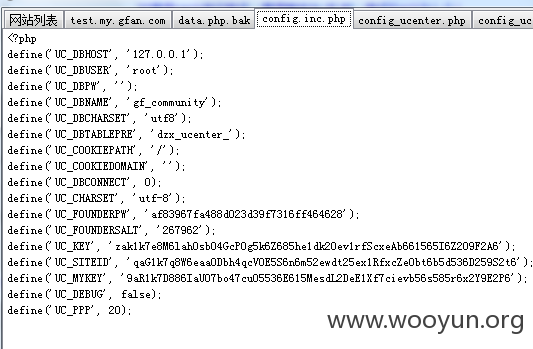 网站列表 test.my.gfan.com data.php.bak config.inc.php config_ucenter.php config_uc
<?php
define('UC_DBHOST', '127.0.0.1');
define('UC_DBUSER', 'root');
define('UC_DBPW', '');
define('UC_DBNAME', 'gf_community');
define('UC_DBCHARSET', 'utf8');
define('UC_DBTABLEPRE', 'dzx_ucenter_');
define('UC_COOKIEPATH', '/');
define('UC_COOKIEDOMAIN', '');
define('UC_DBCONNECT', 0);
define('UC_CHARSET', 'utf-8');
define('UC_FOUNDERPW', 'af83967fa488d023d39f7316ff464628');
define('UC_FOUNDERSALT', '267962');
define('UC_KEY', 'zak1k7e8M6lahOsb04GcP0g5k6Z685he1dk20ev1rfScxeAb661565I6Z209F2A6');
define('UC_SITEID', 'qaG1k7q8W6eaaODbh4qcV0E5S6n6m52ewdt25ex1RfxcZe0bt6b5d536D259S2t6');
define('UC_MYKEY', '9aR1k7D886IaU07bo47cu05536E615MesdL2DeE1Xf7cievb56s585r6x2Y9E2P6');
define('UC_DEBUG', false);
define('UC_PPP', 20);
www.wooyun.org